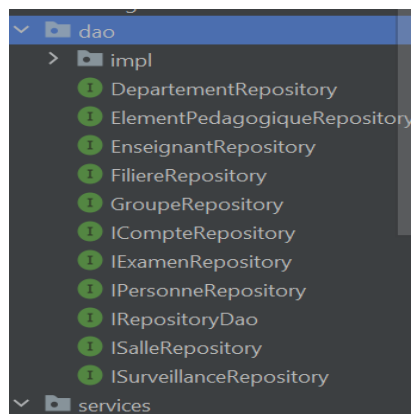 dao
impl
I DepartementRepository
I ElementPedagogiqueRepository
I EnseignantRepository
I FiliereRepository
I GroupeRepository
I ICompteRepository
I IExamenRepository
I IPersonneRepository
I IRepositoryDao
I ISalleRepository
I ISurveillanceRepository
services